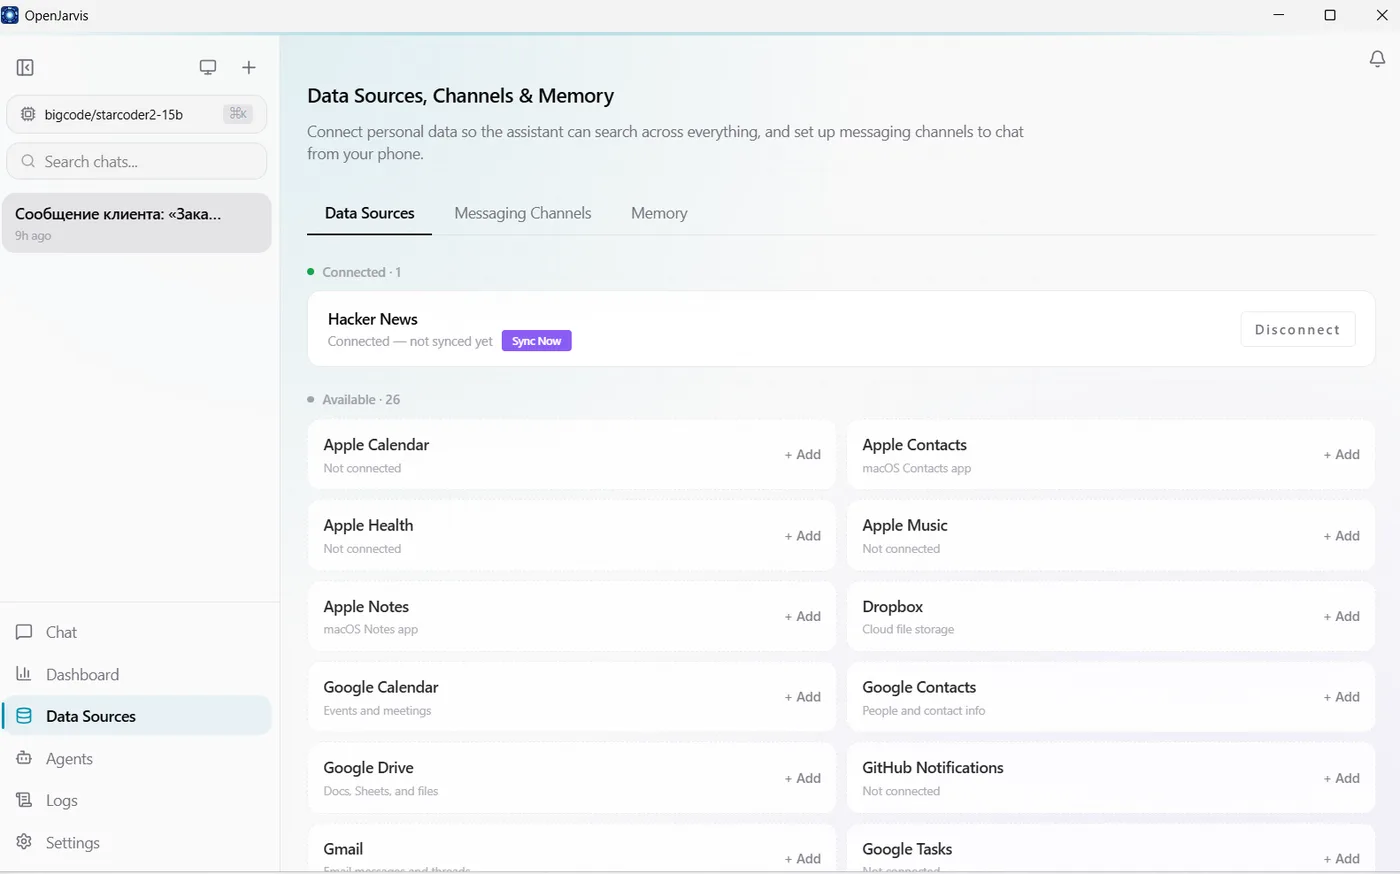 OpenJarvis
bigcode/starcoder2-15b
⌘K
Search chats...
Сообщение клиента: «Зака...
9h ago
Chat
Dashboard
Data Sources
Agents
Logs
Settings
Data Sources, Channels & Memory
Connect personal data so the assistant can search across everything, and set up messaging channels to chat
from your phone.
Data Sources
Messaging Channels
Memory
Connected · 1
Hacker News
Connected — not synced yet
Sync Now
Disconnect
Available · 26
Apple Calendar
Not connected
+ Add
Apple Contacts
macOS Contacts app
+ Add
Apple Health
Not connected
+ Add
Apple Music
Not connected
+ Add
Apple Notes
macOS Notes app
+ Add
Dropbox
Cloud file storage
+ Add
Google Calendar
Events and meetings
+ Add
Google Contacts
People and contact info
+ Add
Google Drive
Docs, Sheets, and files
+ Add
GitHub Notifications
Not connected
+ Add
Gmail
Email messages and threads
+ Add
Google Tasks
Not connected
+ Add